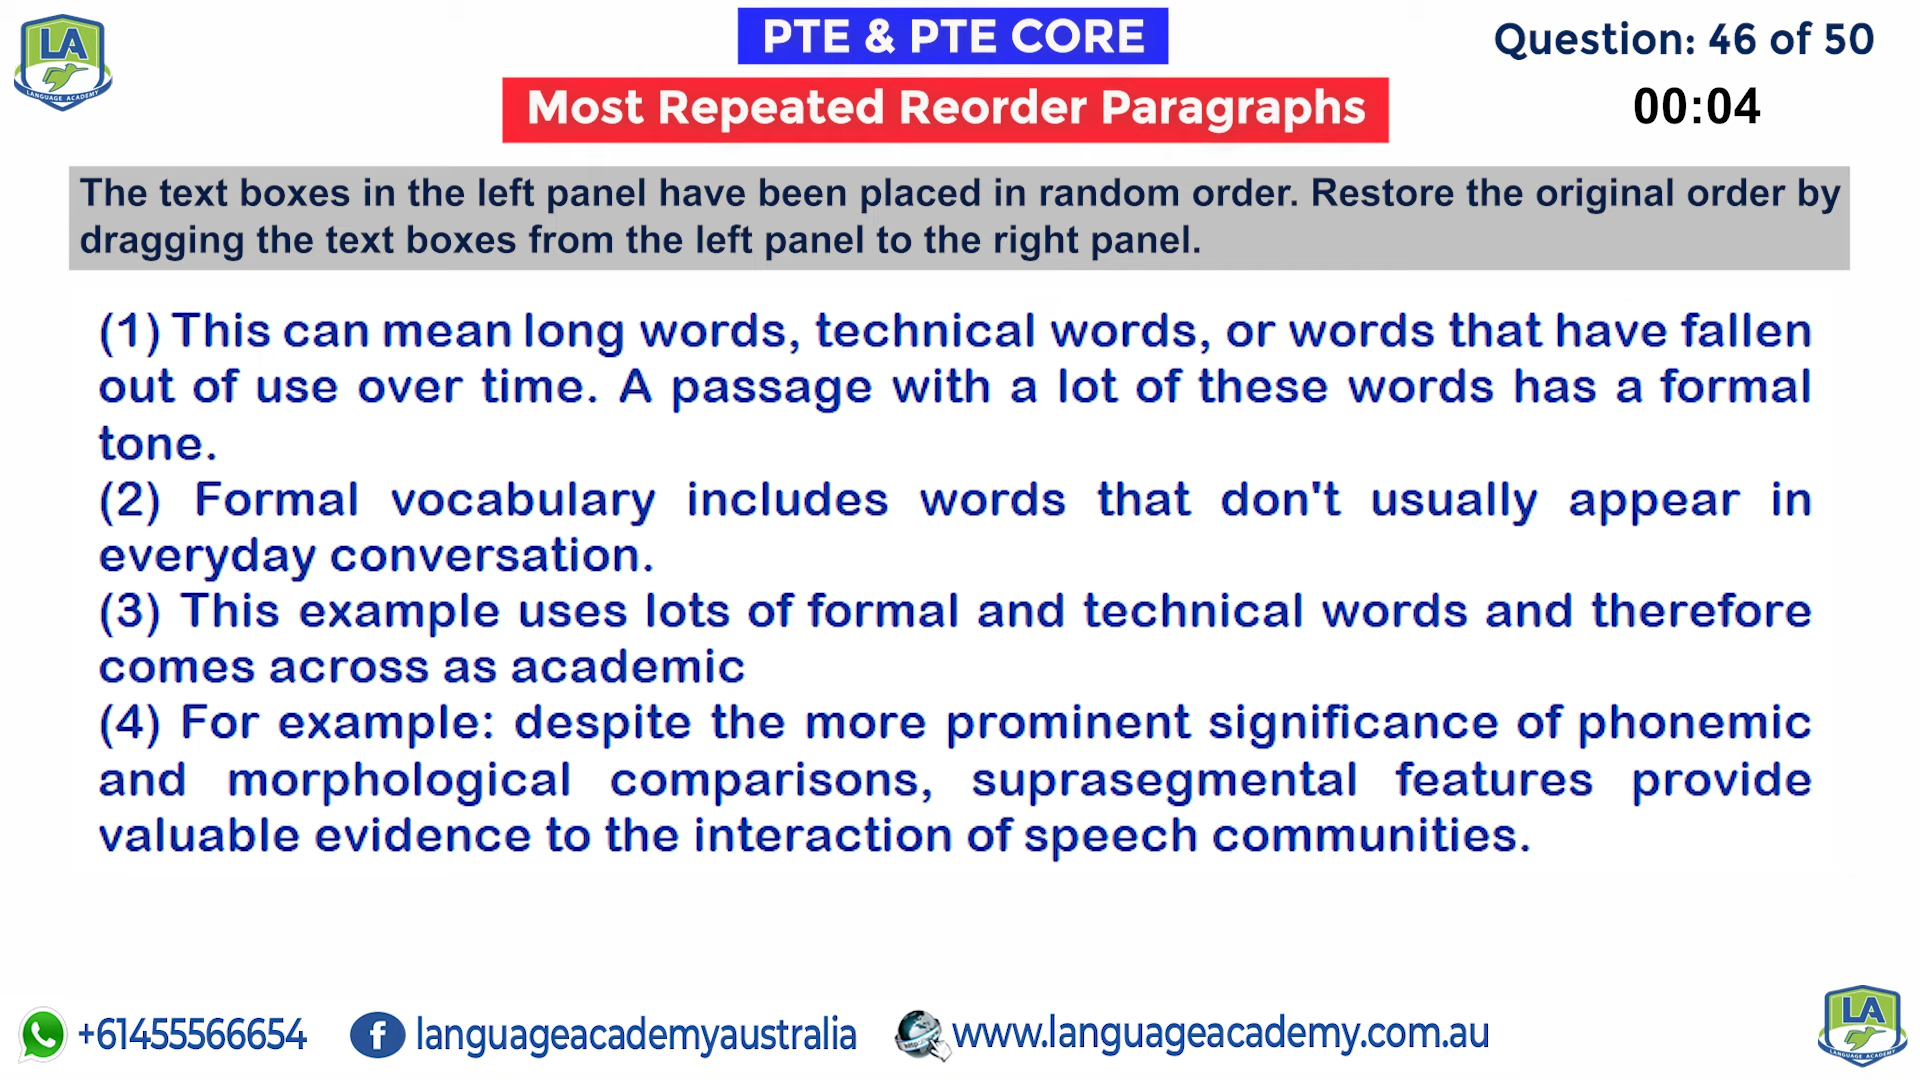 LA
LANGUAGE ACADEMY
PTE & PTE CORE
Question: 46 of 50
Most Repeated Reorder Paragraphs
00:04
The text boxes in the left panel have been placed in random order. Restore the original order by
dragging the text boxes from the left panel to the right panel.
(1) This can mean long words, technical words, or words that have fallen
out of use over time. A passage with a lot of these words has a formal
tone.
(2) Formal vocabulary includes words that don't usually appear in
everyday conversation.
(3) This example uses lots of formal and technical words and therefore
comes across as academic
(4) For example: despite the more prominent significance of phonemic
and morphological comparisons, suprasegmental features provide
valuable evidence to the interaction of speech communities.
+61455566654
f languageacademyaustralia
http:// www.languageacademy.com.au
LA
LANGUAGE ACADEMY